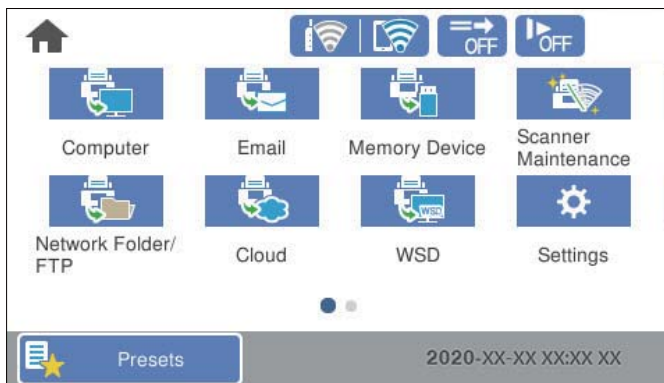 OFF
OFF
Computer
Email
Memory Device
Scanner
Maintenance
Network Folder/
FTP
Cloud
WSD
WSD
Settings
Presets
2020-XX-XX XX:XX XX